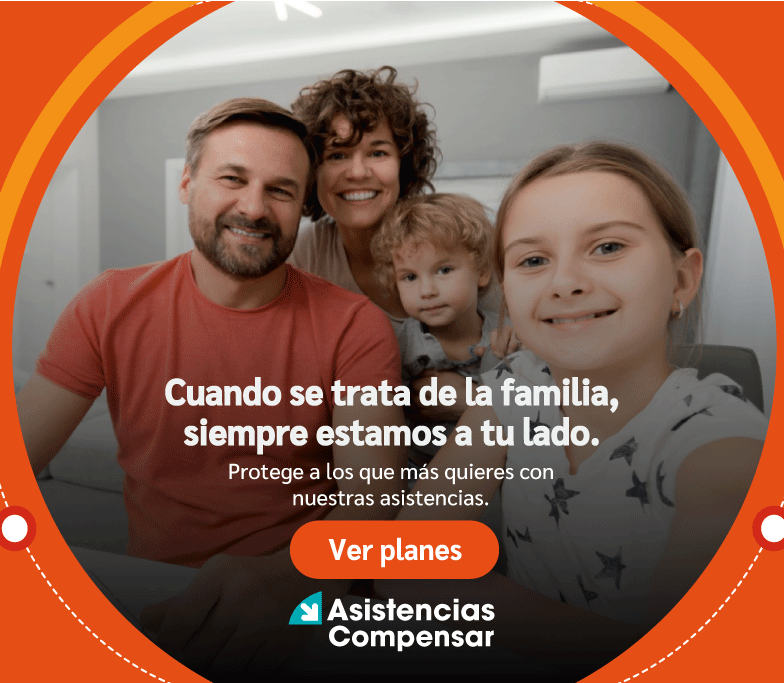 Cuando se trata de la familia,
siempre estamos a tu lado.
Protege a los que más quieres con
nuestras asistencias.
Ver planes
Asistencias
Compensar